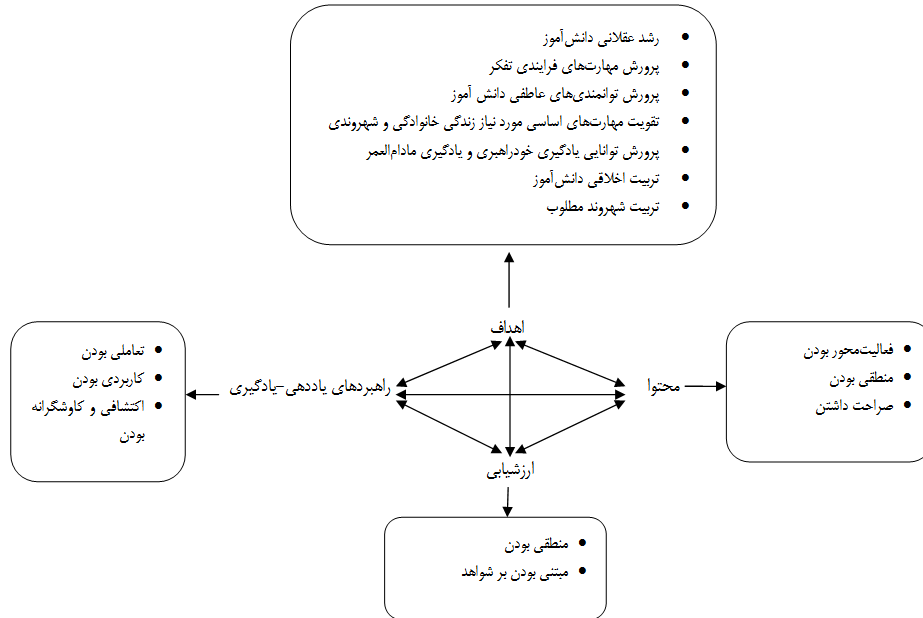 • رشد عقلانی دانش‌آموز
• پرورش مهارت‌های فرایندی تفکر
• پرورش توانمندی‌های عاطفی دانش آموز
• تقویت مهارت‌های اساسی مورد نیاز زندگی خانوادگی و شهروندی
• پرورش توانایی یادگیری خودراهبری و یادگیری مادام‌العمر
• تربیت اخلاقی دانش‌آموز
• تربیت شهروند مطلوب
اهداف
• فعالیت‌محور بودن
• منطقی بودن
• صراحت داشتن
محتوا
راهبردهای یاددهی-یادگیری
• تعاملی بودن
• کاربردی بودن
• اکتشافی و کاوشگرانه
بودن
ارزشیابی
• منطقی بودن
• مبتنی بودن بر شواهد